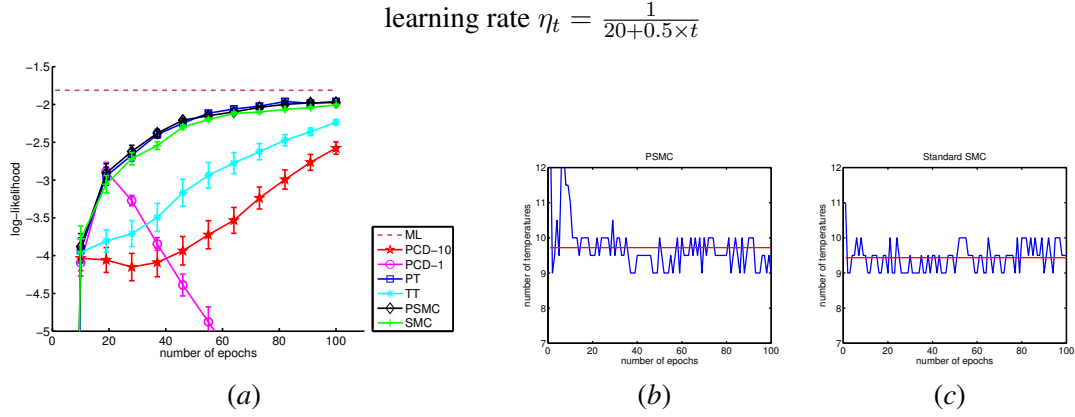 learning rate η_t = 1/(20+0.5×t)
−1.5
−2
−2.5
−3
−3.5
−4
−4.5
−5
log−likelihood
0 20 40 60 80 100
number of epochs
ML
PCD−10
PCD−1
PT
TT
PSMC
SMC
(a)
PSMC
12
11
10
9
8
7
number of temperatures
0 20 40 60 80 100
number of epochs
(b)
Standard SMC
12
11
10
9
8
7
number of temperatures
0 20 40 60 80 100
number of epochs
(c)